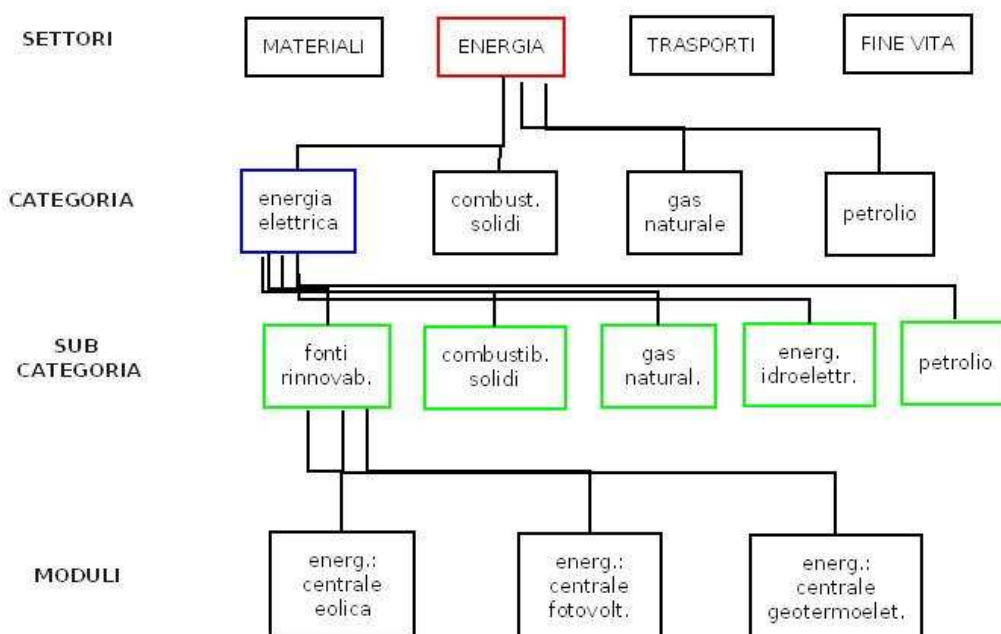 SETTORI
MATERIALI
ENERGIA
TRASPORTI
FINE VITA
CATEGORIA
energia
elettrica
combust.
solidi
gas
naturale
petrolio
SUB
CATEGORIA
fonti
rinnovab.
combustib.
solidi
gas
natural.
energ.
idroelettr.
petrolio
MODULI
energ.:
centrale
eolica
energ.:
centrale
fotovolt.
energ.:
centrale
geotermoelet.